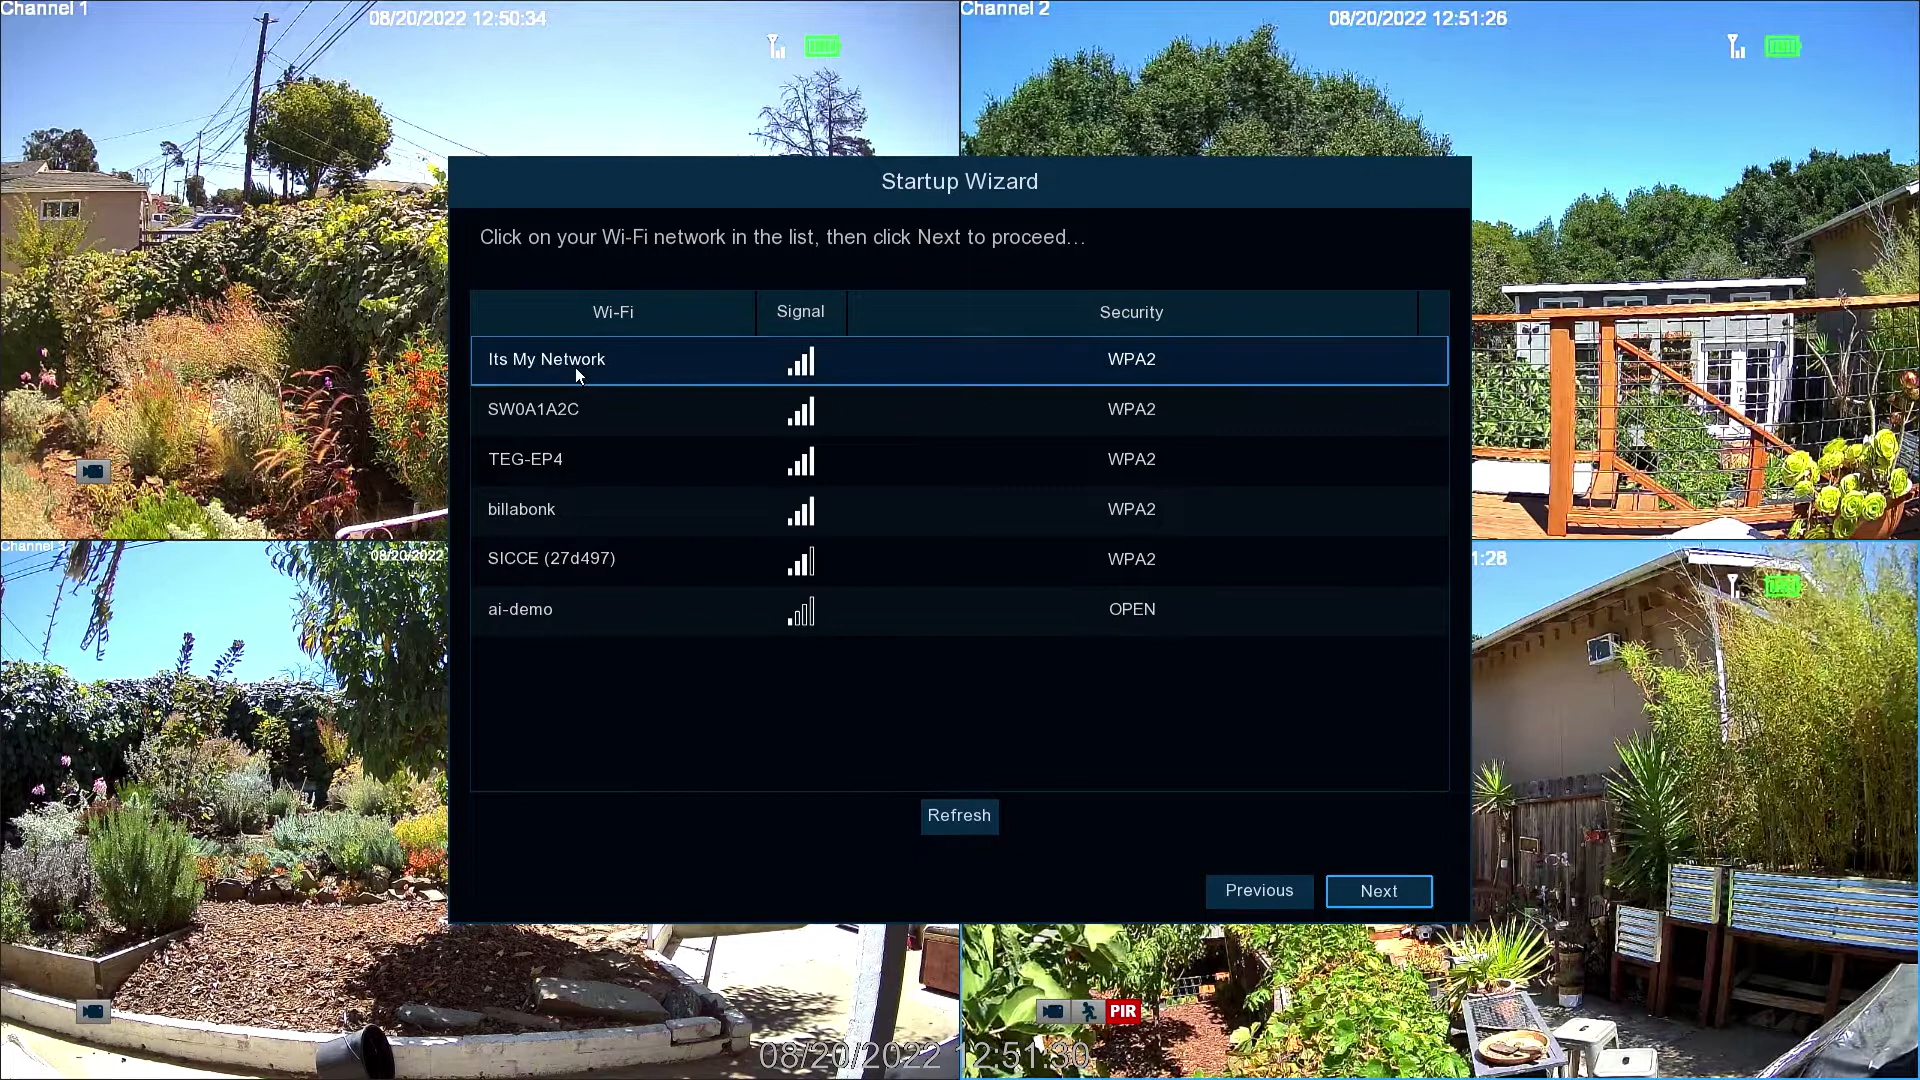 Channel 1
08/20/2022 12:50:34
Channel 2
08/20/2022 12:51:26
Startup Wizard
Click on your Wi-Fi network in the list, then click Next to proceed...
Wi-Fi Signal Security
Its My Network WPA2
SW0A1A2C WPA2
TEG-EP4 WPA2
billabonk WPA2
SICCE (27d497) WPA2
ai-demo OPEN
Channel 3
08/20/2022
1:28
Refresh
Previous Next
PIR
08/20/2022 12:51:30